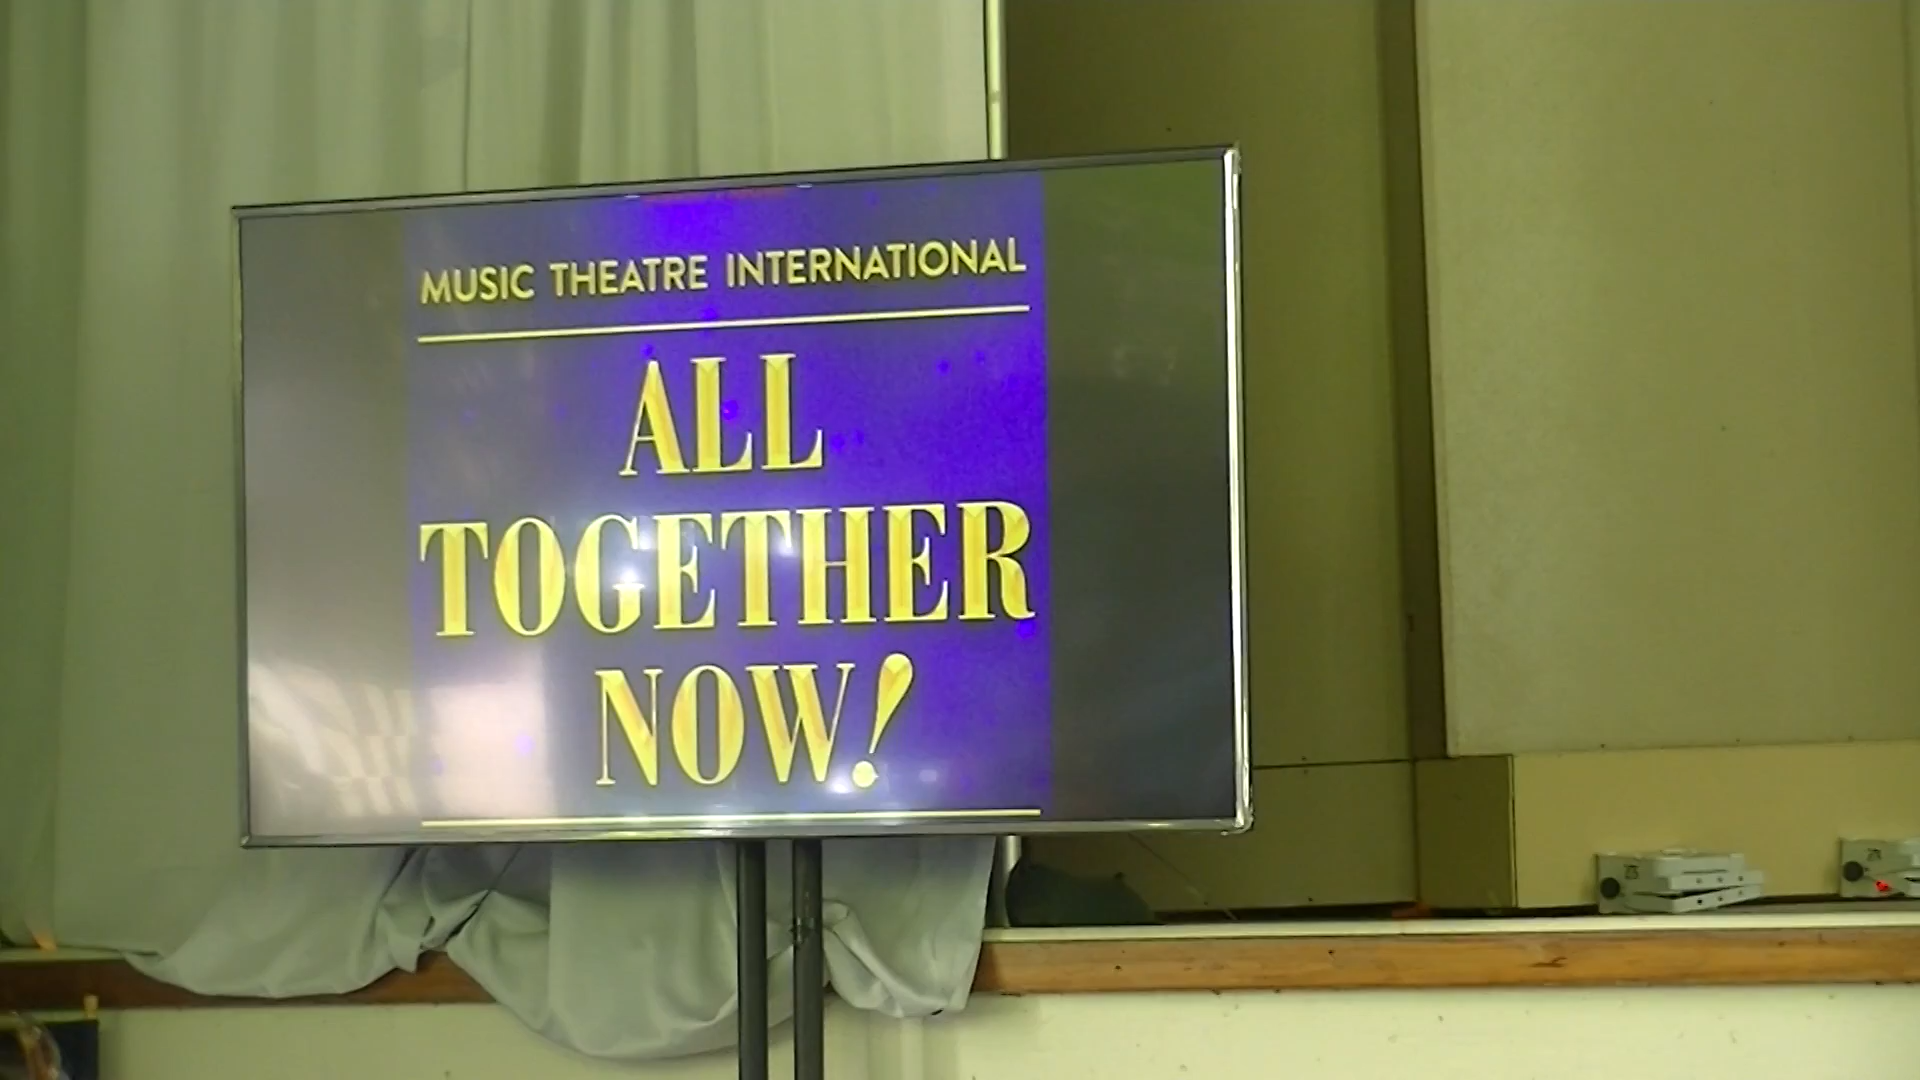 MUSIC THEATRE INTERNATIONAL
ALL
TOGETHER
NOW!